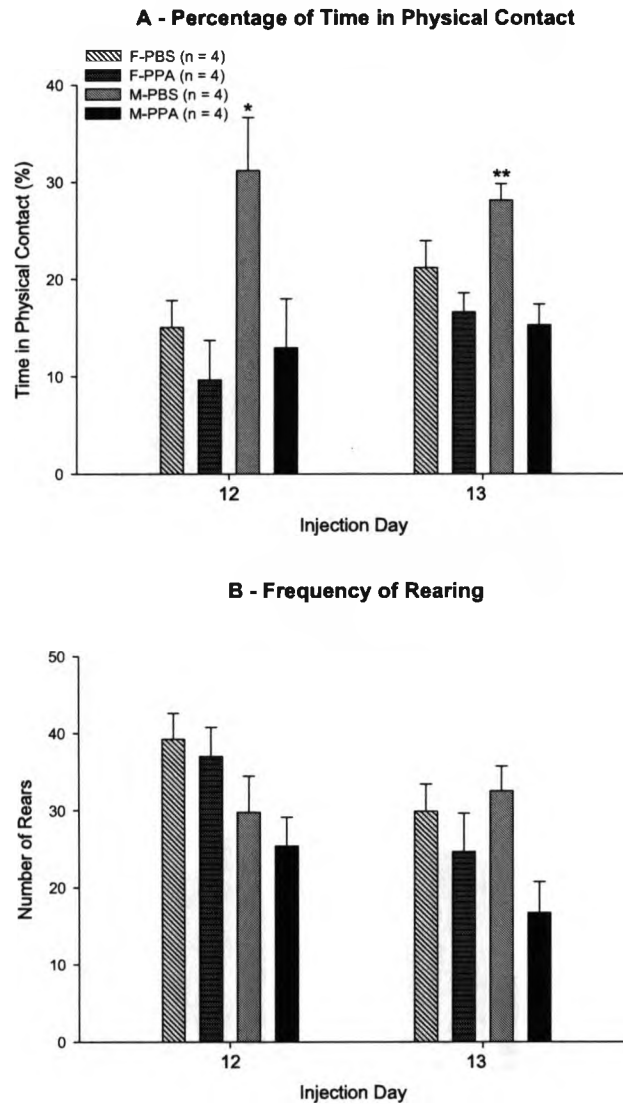 A - Percentage of Time in Physical Contact
F-PBS (n = 4)
F-PPA (n = 4)
M-PBS (n = 4)
M-PPA (n = 4)
*
**
40
30
20
10
0
Time in Physical Contact (%)
12
13
Injection Day
B - Frequency of Rearing
50
40
30
20
10
0
Number of Rears
12
13
Injection Day